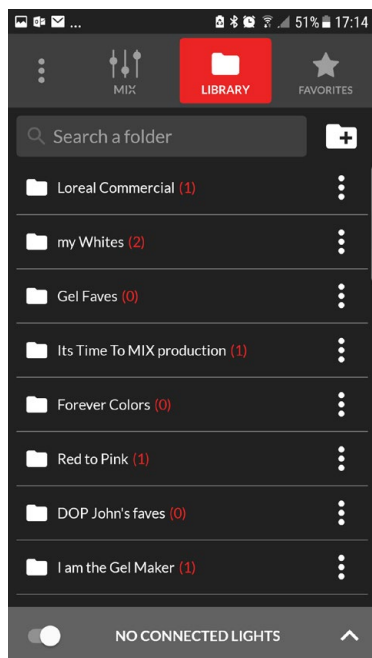 ... 51% 17:14
MIX
LIBRARY
FAVORITES
Search a folder
Loreal Commercial (1)
my Whites (2)
Gel Faves (0)
Its Time To MIX production (1)
Forever Colors (0)
Red to Pink (1)
DOP John's faves (0)
I am the Gel Maker (1)
NO CONNECTED LIGHTS